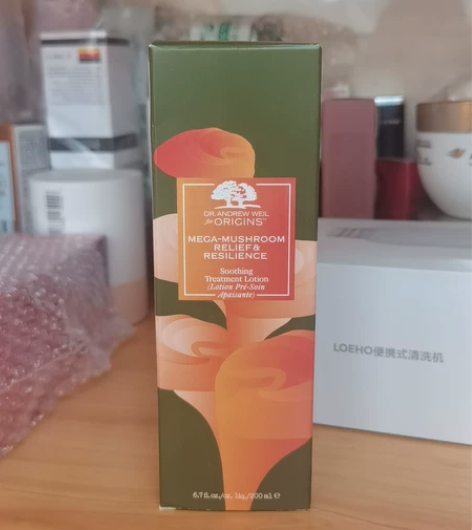 DR. ANDREW WEIL
for ORIGINS™
MEGA-MUSHROOM
RELIEF &
RESILIENCE
Soothing
Treatment Lotion
(Lotion Pré-Soin
Apaisante)
6.7 fl.oz./oz. liq./200 ml ℮
LOEHO便携式清洗机